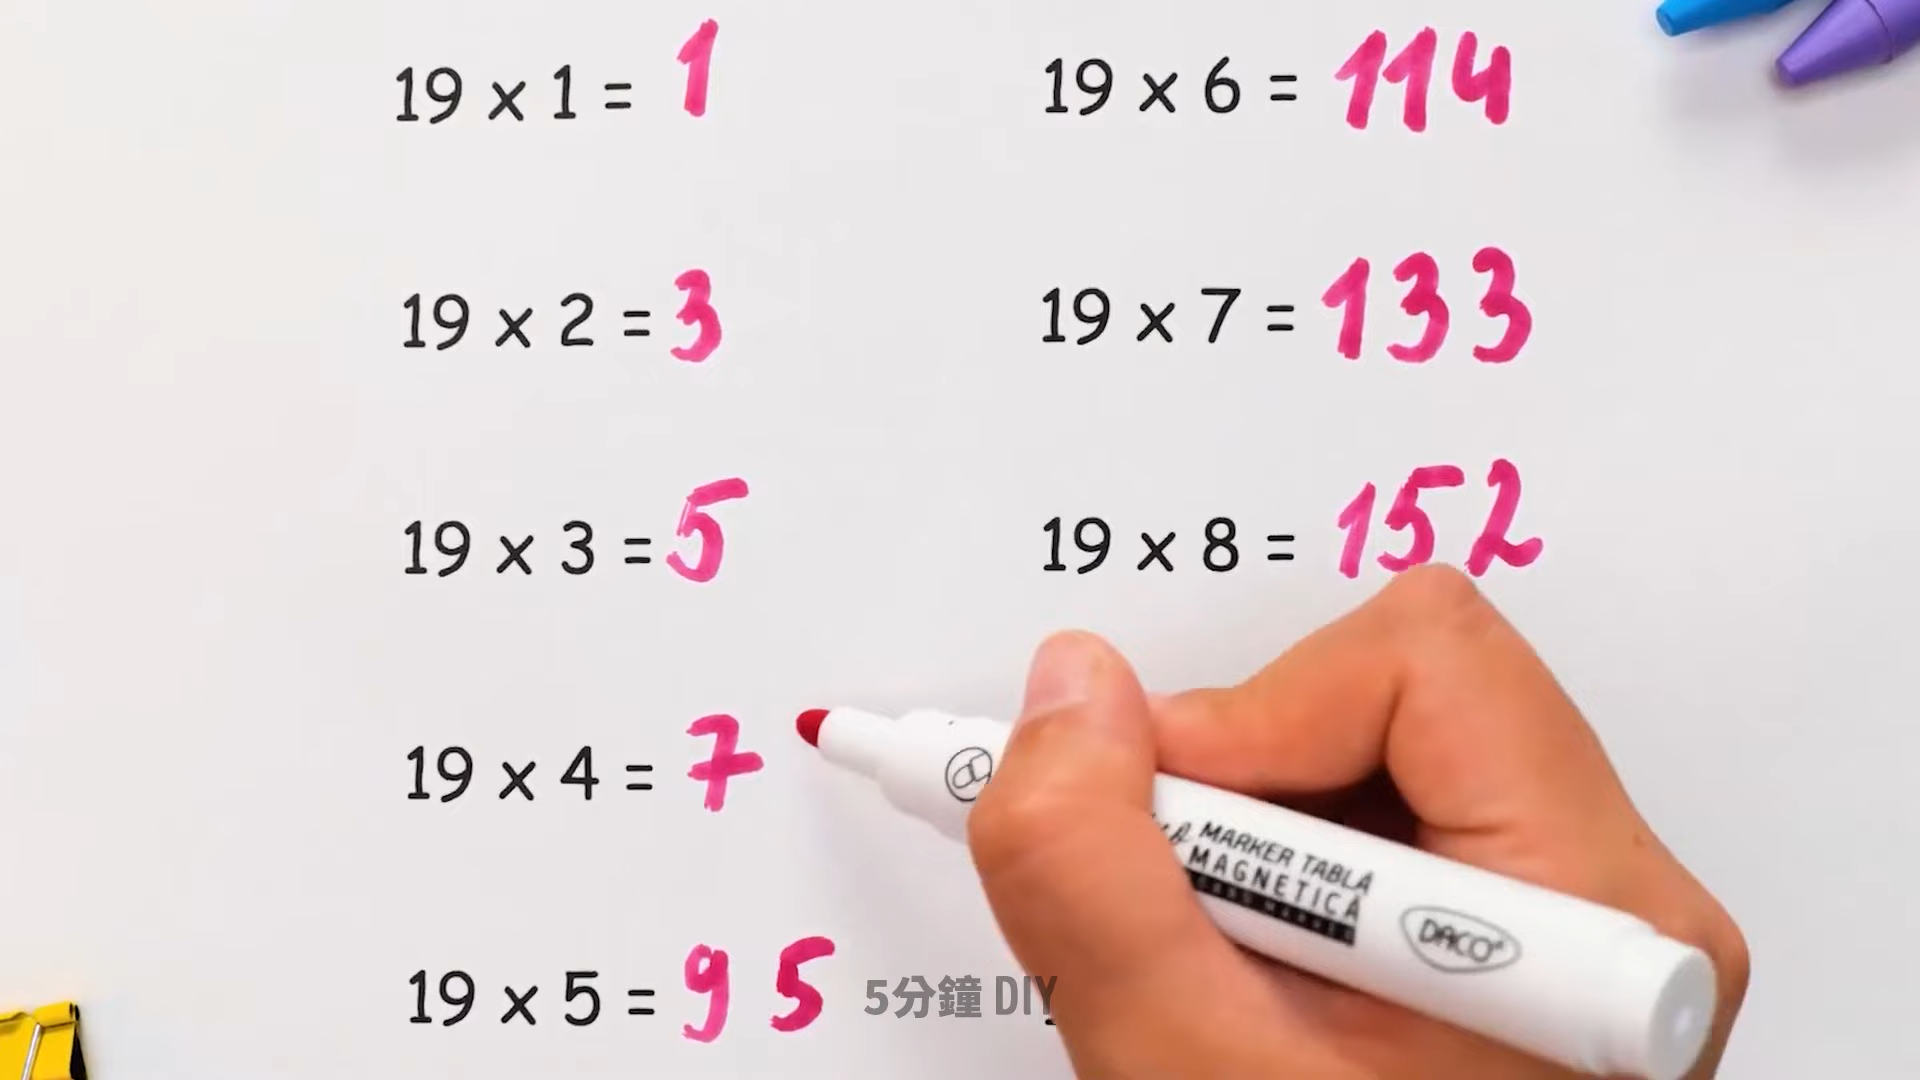 19 x 1 = 1
19 x 2 = 3
19 x 3 = 5
19 x 4 = 7
19 x 5 = 95
19 x 6 = 114
19 x 7 = 133
19 x 8 = 152
MARKER TABLA
MAGNETICA
DACO
5分鐘 DIY